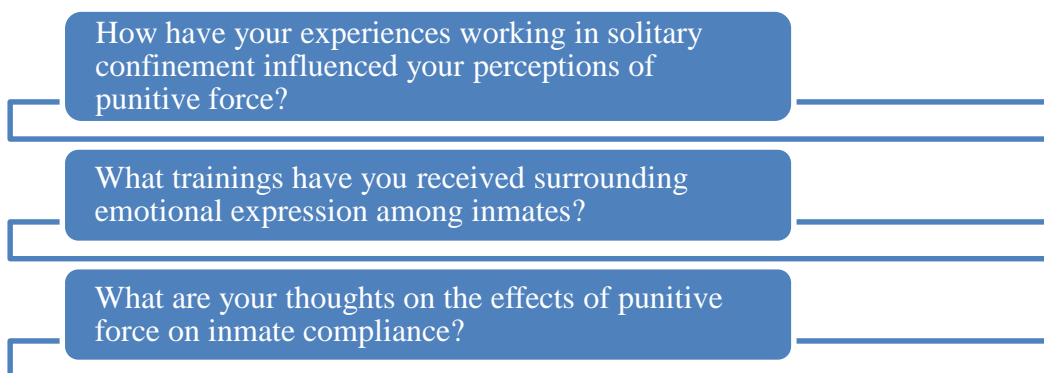 How have your experiences working in solitary
confinement influenced your perceptions of
punitive force?
What trainings have you received surrounding
emotional expression among inmates?
What are your thoughts on the effects of punitive
force on inmate compliance?